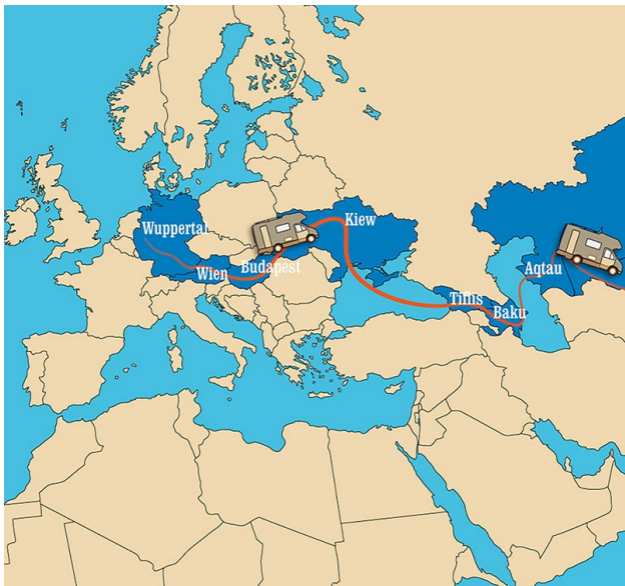 Wuppertal
Wien
Budapest
Kiew
Tiflis
Baku
Aqtau